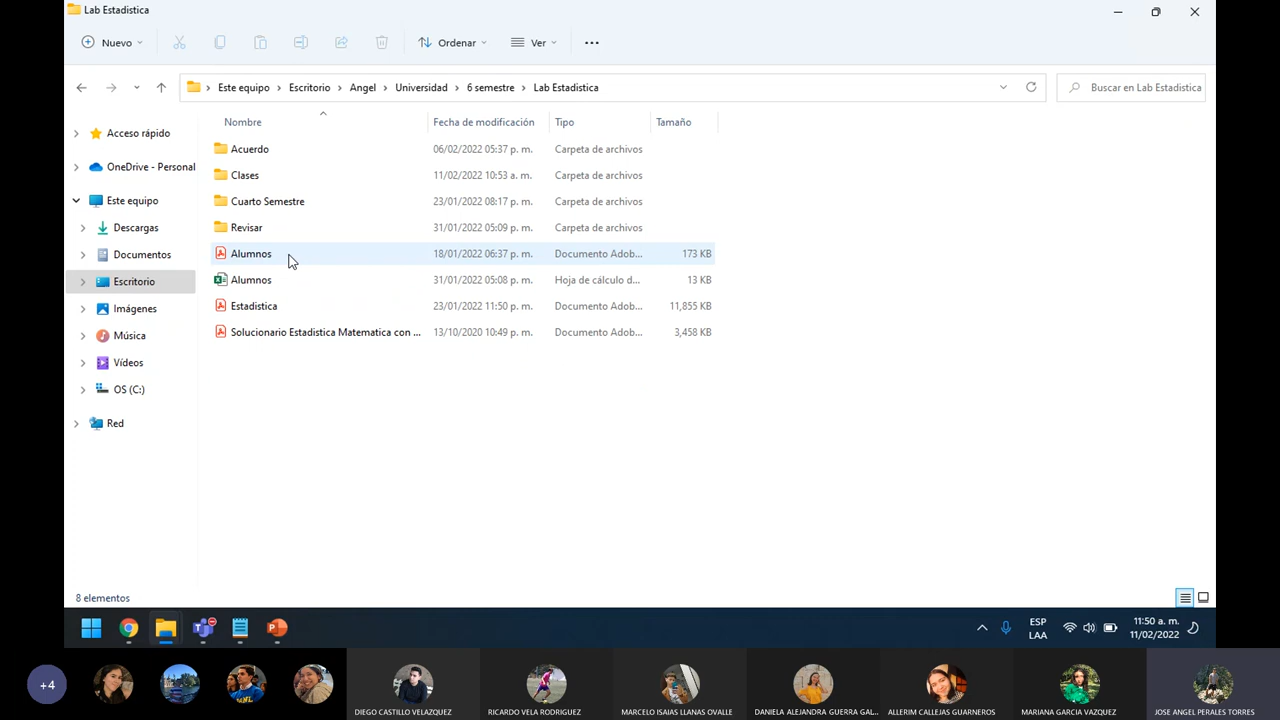 Lab Estadistica
Nuevo
Ordenar
Ver
Este equipo > Escritorio > Angel > Universidad > 6 semestre > Lab Estadistica
Buscar en Lab Estadistica
Nombre Fecha de modificación Tipo Tamaño
Acuerdo 06/02/2022 05:37 p. m. Carpeta de archivos
Clases 11/02/2022 10:53 a. m. Carpeta de archivos
Cuarto Semestre 23/01/2022 08:17 p. m. Carpeta de archivos
Revisar 31/01/2022 05:09 p. m. Carpeta de archivos
Alumnos 18/01/2022 06:37 p. m. Documento Adob... 173 KB
Alumnos 31/01/2022 05:08 p. m. Hoja de cálculo d... 13 KB
Estadistica 23/01/2022 11:50 p. m. Documento Adob... 11,855 KB
Solucionario Estadistica Matematica con ... 13/10/2020 10:49 p. m. Documento Adob... 3,458 KB
Acceso rápido
OneDrive - Personal
Este equipo
Descargas
Documentos
Escritorio
Imágenes
Música
Vídeos
OS (C:)
Red
8 elementos
ESP
LAA
11:50 a. m.
11/02/2022
+4
DIEGO CASTILLO VELAZQUEZ
RICARDO VELA RODRIGUEZ
MARCELO ISAIAS LLANAS OVALLE
DANIELA ALEJANDRA GUERRA GAL...
ALLERIM CALLEJAS GUARNEROS
MARIANA GARCIA VAZQUEZ
JOSE ANGEL PERALES TORRES